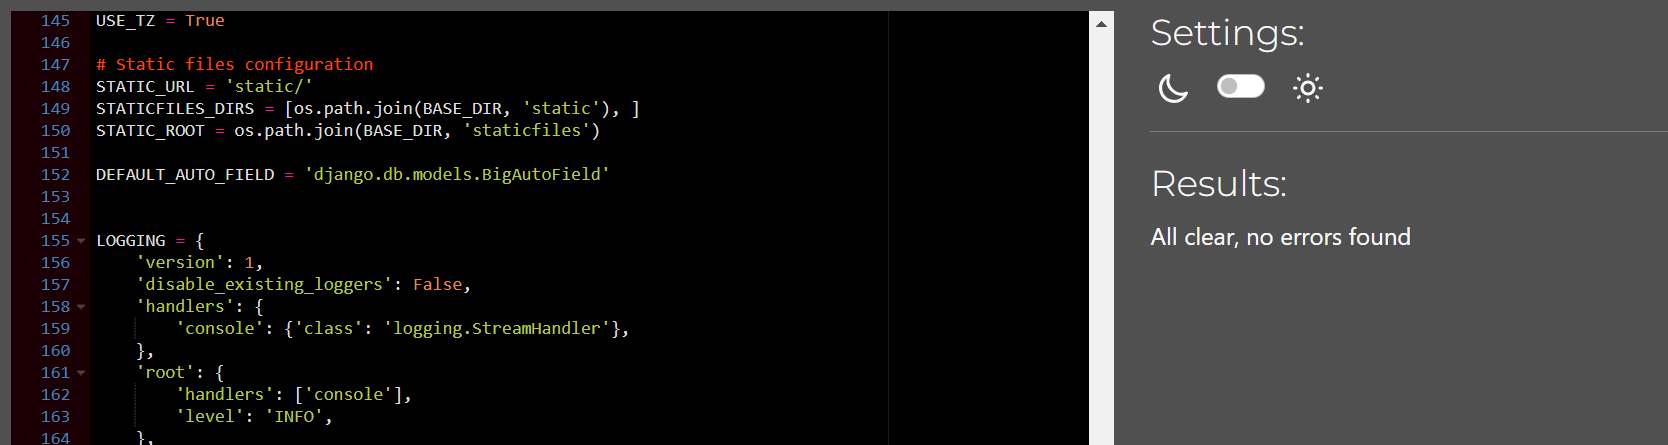 145 USE_TZ = True
146
147 # Static files configuration
148 STATIC_URL = 'static/'
149 STATICFILES_DIRS = [os.path.join(BASE_DIR, 'static'), ]
150 STATIC_ROOT = os.path.join(BASE_DIR, 'staticfiles')
151
152 DEFAULT_AUTO_FIELD = 'django.db.models.BigAutoField'
153
154
155 LOGGING = {
156     'version': 1,
157     'disable_existing_loggers': False,
158     'handlers': {
159         'console': {'class': 'logging.StreamHandler'},
160     },
161     'root': {
162         'handlers': ['console'],
163         'level': 'INFO',
164     },
Settings:
Results:
All clear, no errors found